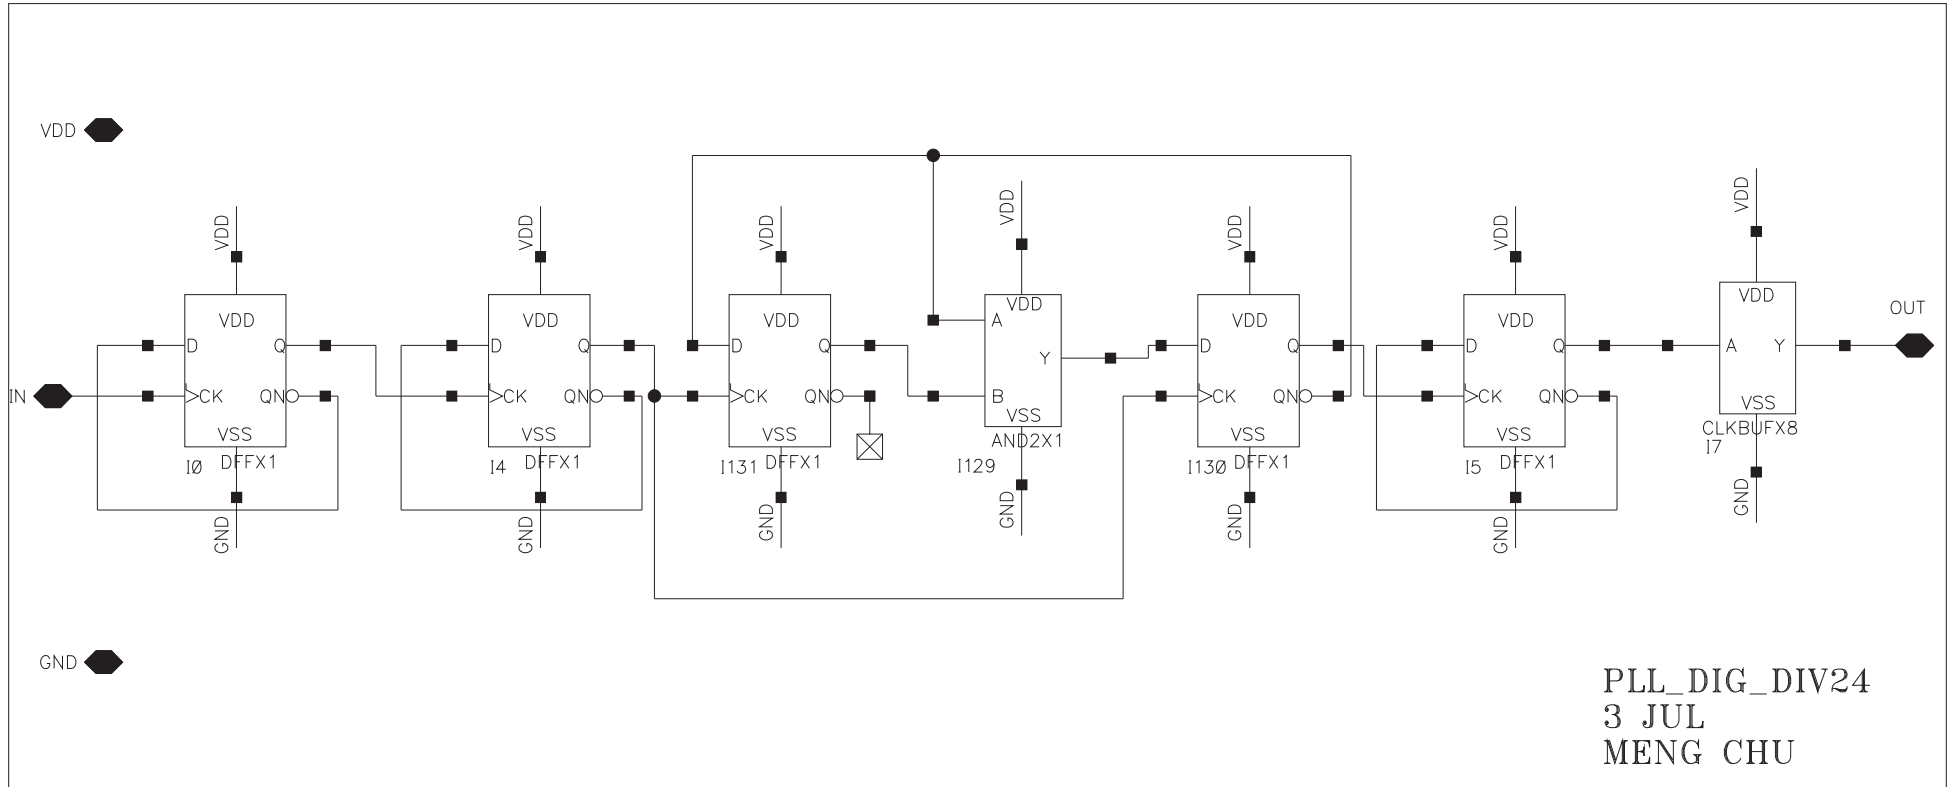 VDD
VDD
VDD
VDD
VDD
VDD
VDD
VDD
OUT
IN
D Q
CK QN
VDD
VSS
I0 DFFX1
GND
D Q
CK QN
VDD
VSS
I4 DFFX1
GND
D Q
CK QN
VDD
VSS
I131 DFFX1
GND
VDD
A
Y
B
VSS
AND2X1
I129
GND
D Q
CK QN
VDD
VSS
I130 DFFX1
GND
D Q
CK QN
VDD
VSS
I5 DFFX1
GND
VDD
A Y
VSS
CLKBUFX8
I7
GND
GND
PLL_DIG_DIV24
3 JUL
MENG CHU